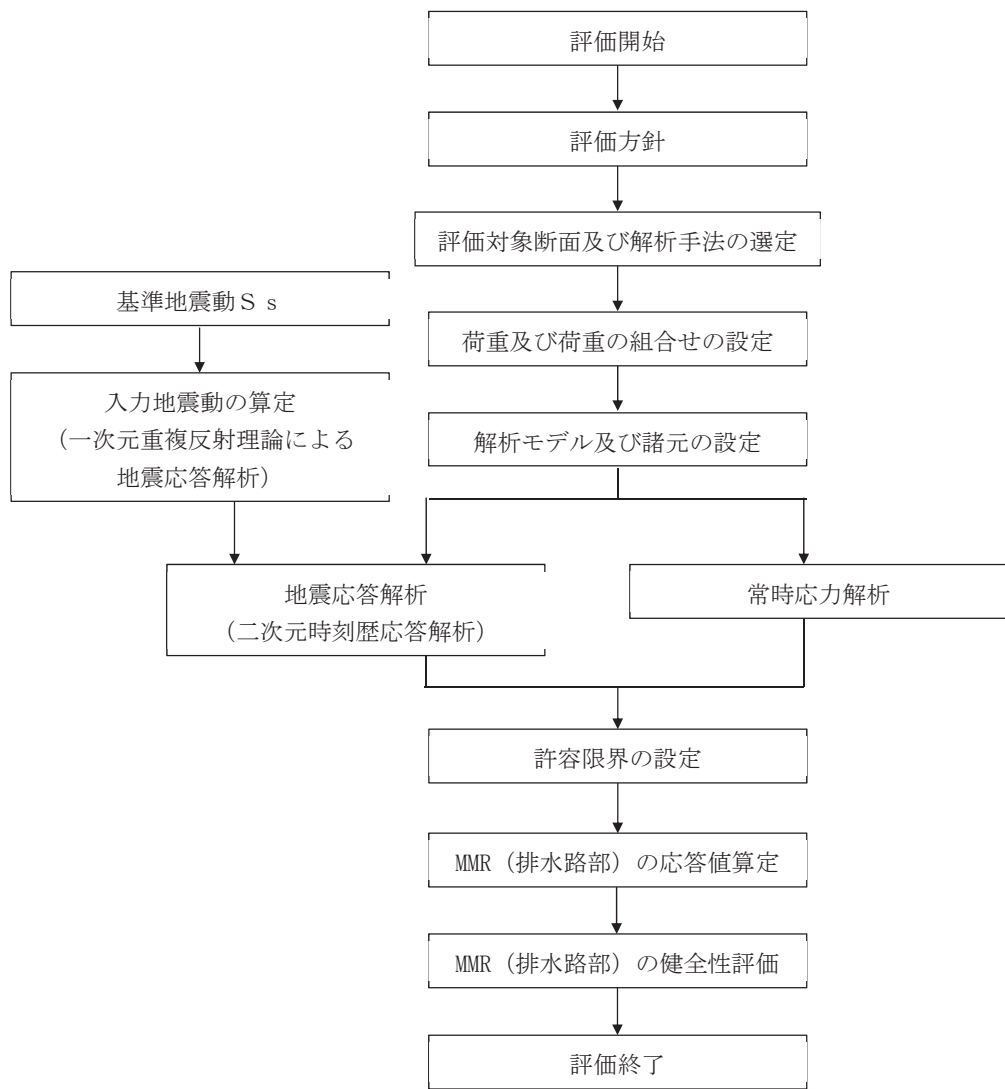 評価開始
評価方針
評価対象断面及び解析手法の選定
基準地震動Ｓｓ
荷重及び荷重の組合せの設定
入力地震動の算定
（一次元重複反射理論による
地震応答解析）
解析モデル及び諸元の設定
地震応答解析
（二次元時刻歴応答解析）
常時応力解析
許容限界の設定
MMR（排水路部）の応答値算定
MMR（排水路部）の健全性評価
評価終了